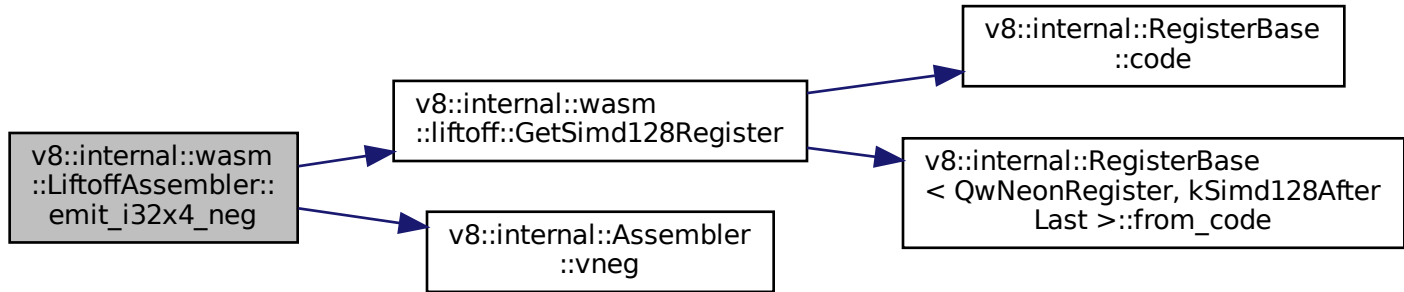 v8::internal::wasm
::LiftoffAssembler::
emit_i32x4_neg
v8::internal::wasm
::liftoff::GetSimd128Register
v8::internal::Assembler
::vneg
v8::internal::RegisterBase
::code
v8::internal::RegisterBase
< QwNeonRegister, kSimd128After
Last >::from_code